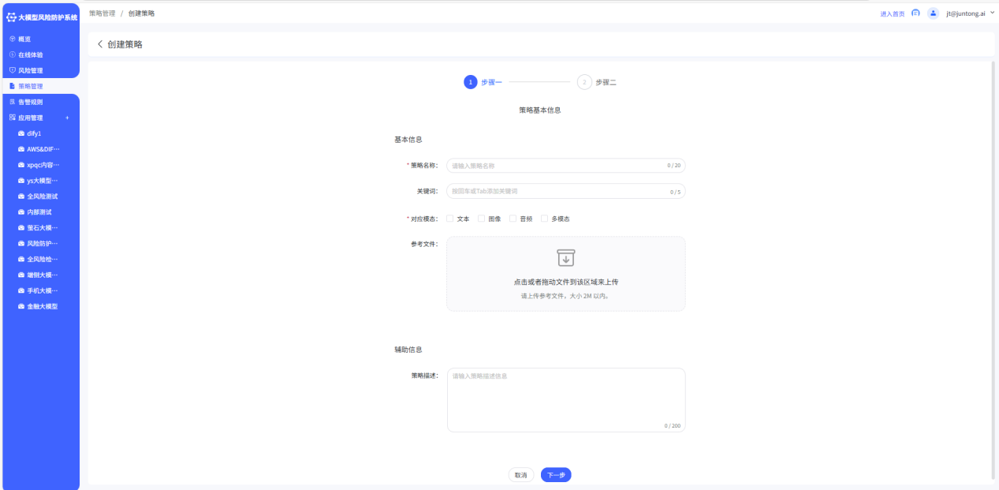 大模型风险防护系统
策略管理 / 创建策略
进入首页
jt@juntong.ai
概览
在线体验
风险管理
策略管理
告警规则
应用管理 +
dify1
AWS&DIF···
xpqc内容···
ys大模型···
全风险测试
内部测试
萤石大模···
风险防护···
全风险检···
端侧大模···
手机大模···
金融大模型
创建策略
1 步骤一
2 步骤二
策略基本信息
基本信息
* 策略名称: 请输入策略名称 0 / 20
关键词: 按回车或Tab添加关键词 0 / 5
* 对应模态: 文本 图像 音频 多模态
参考文件:
点击或者拖动文件到该区域来上传
请上传参考文件，大小 2M 以内。
辅助信息
策略描述: 请输入策略描述信息
0 / 200
取消 下一步